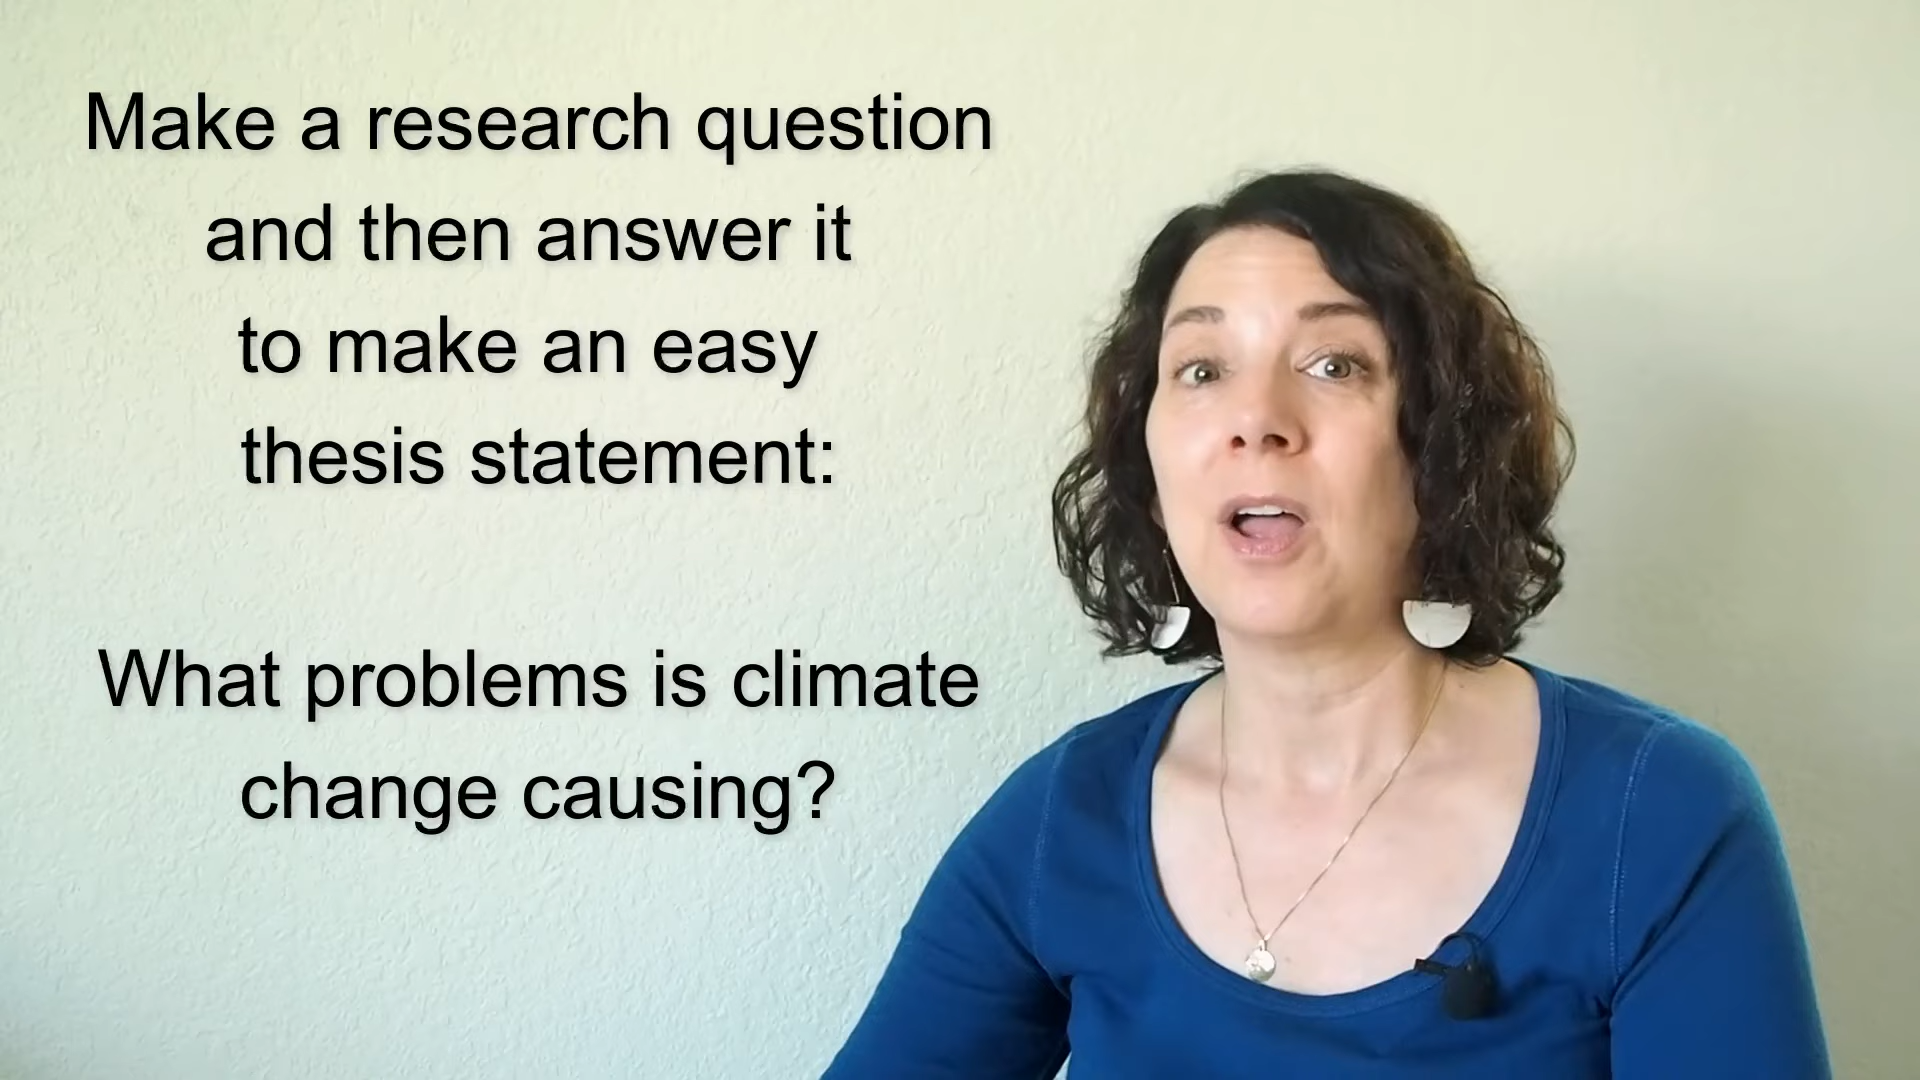 Make a research question
and then answer it
to make an easy
thesis statement:
What problems is climate
change causing?